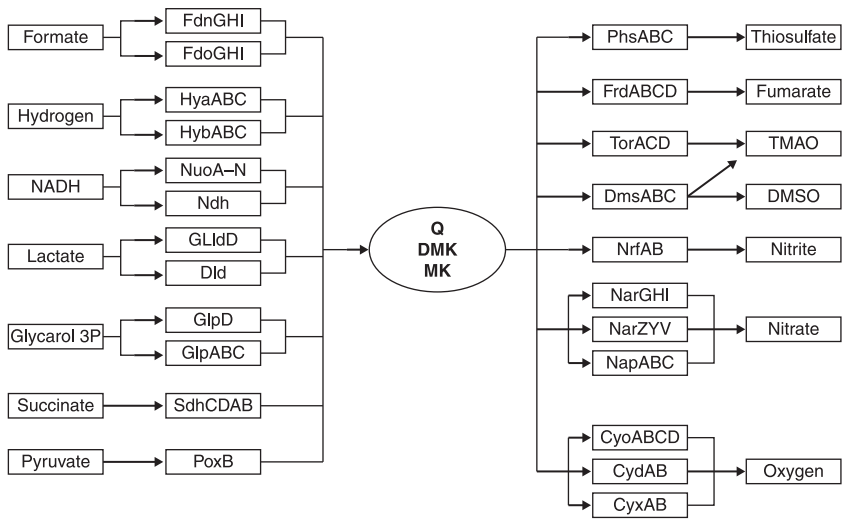 Formate
FdnGHI
FdoGHI
Hydrogen
HyaABC
HybABC
NADH
NuoA–N
Ndh
Lactate
GLldD
Dld
Glycarol 3P
GlpD
GlpABC
Succinate
SdhCDAB
Pyruvate
PoxB
Q
DMK
MK
PhsABC
Thiosulfate
FrdABCD
Fumarate
TorACD
TMAO
DmsABC
DMSO
NrfAB
Nitrite
NarGHI
NarZYV
NapABC
Nitrate
CyoABCD
CydAB
CyxAB
Oxygen